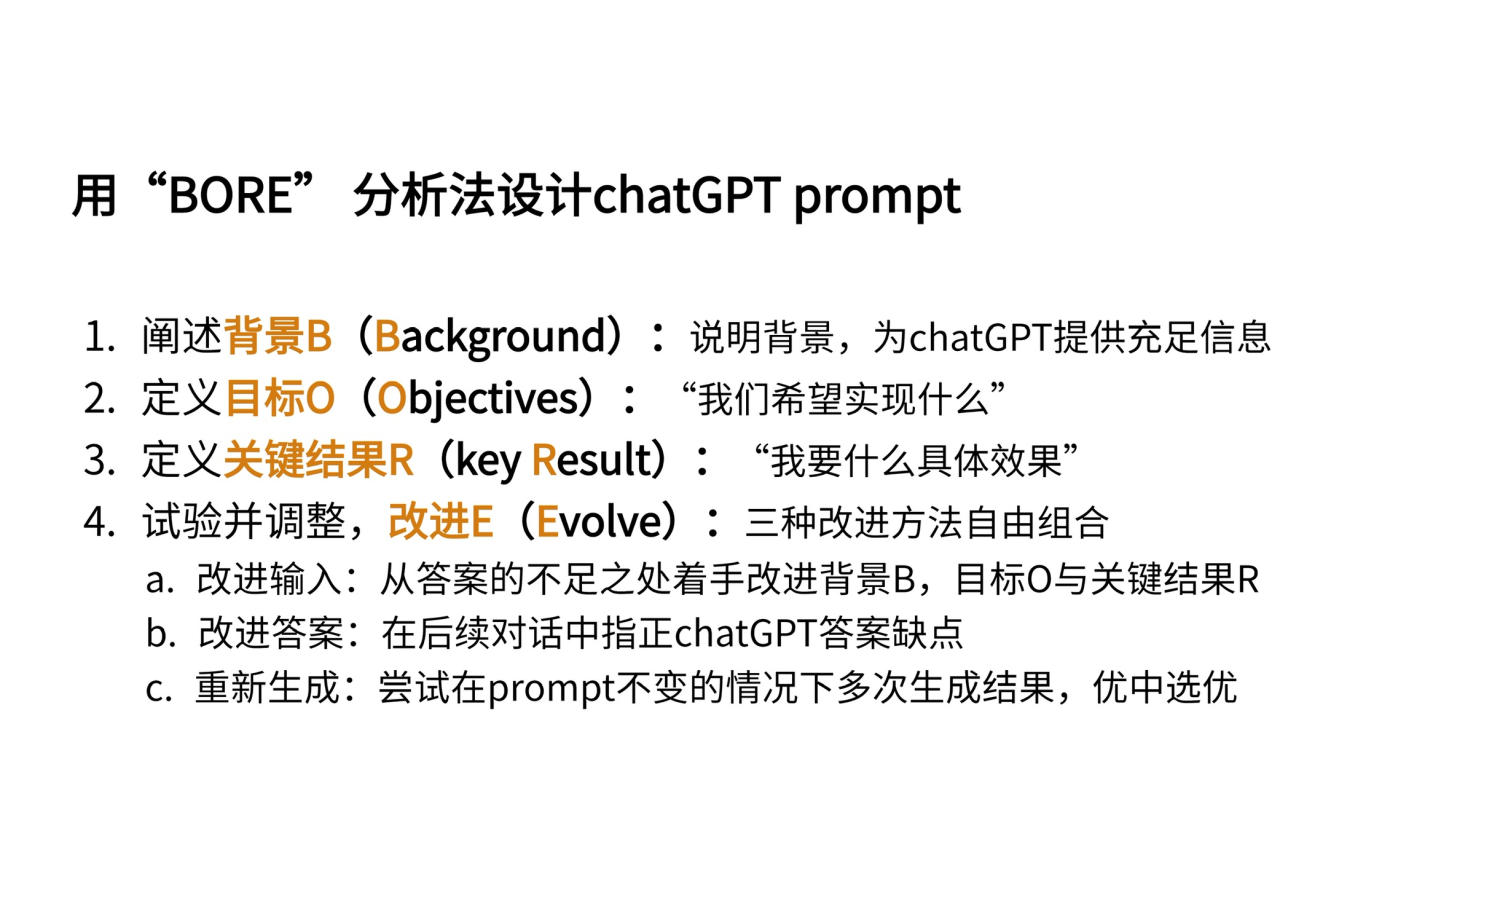 用“BORE” 分析法设计chatGPT prompt
1. 阐述背景B（Background）：说明背景，为chatGPT提供充足信息
2. 定义目标O（Objectives）：“我们希望实现什么”
3. 定义关键结果R（key Result）：“我要什么具体效果”
4. 试验并调整，改进E（Evolve）：三种改进方法自由组合
a. 改进输入：从答案的不足之处着手改进背景B，目标O与关键结果R
b. 改进答案：在后续对话中指正chatGPT答案缺点
c. 重新生成：尝试在prompt不变的情况下多次生成结果，优中选优